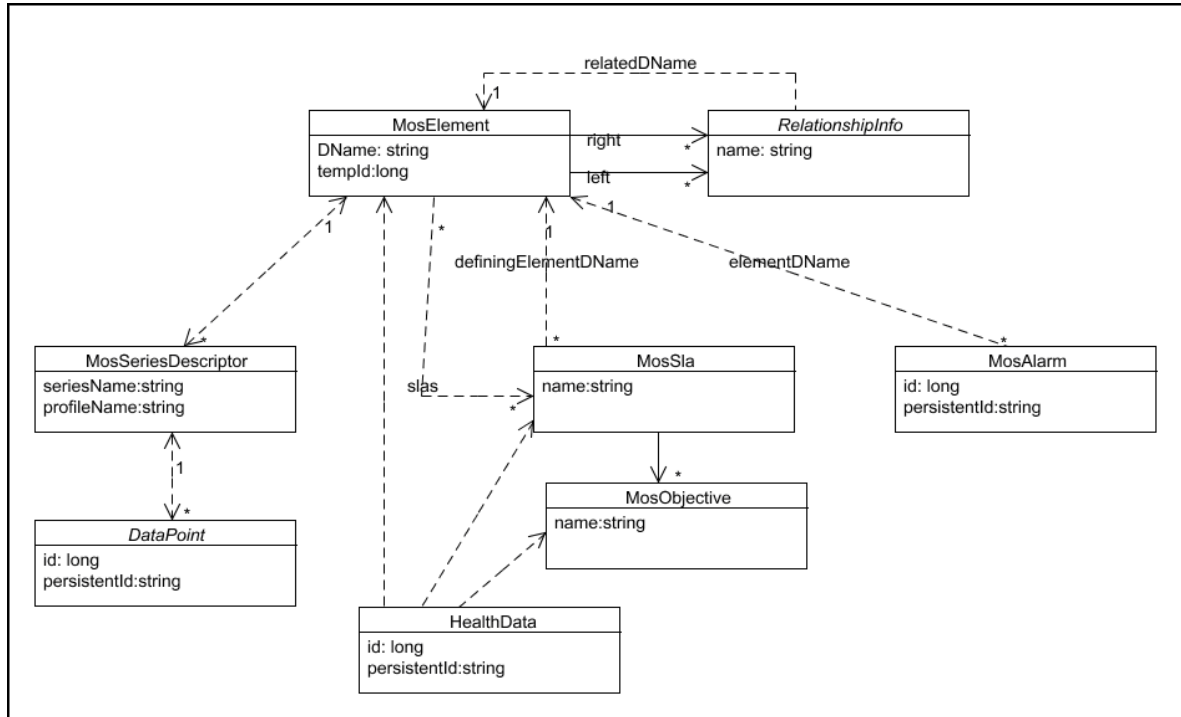 relatedDName
1
MosElement
DName: string
tempId:long
right
*
left
*
RelationshipInfo
name: string
1
*
1
1
definingElementDName
elementDName
*
MosSeriesDescriptor
seriesName:string
profileName:string
slas
*
*
MosSla
name:string
*
MosAlarm
id: long
persistentId:string
1
*
*
MosObjective
name:string
DataPoint
id: long
persistentId:string
HealthData
id: long
persistentId:string